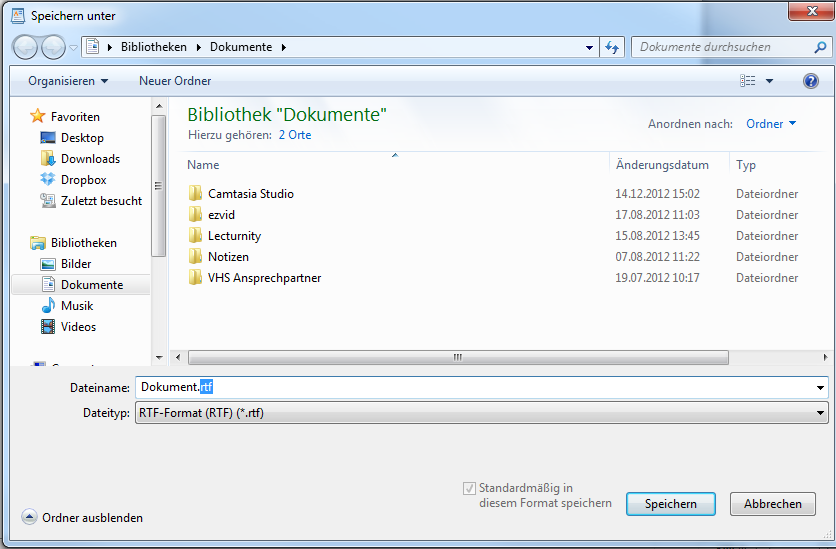 Speichern unter
Bibliotheken Dokumente
Dokumente durchsuchen
Organisieren Neuer Ordner
Favoriten
Desktop
Downloads
Dropbox
Zuletzt besucht
Bibliotheken
Bilder
Dokumente
Musik
Videos
Bibliothek "Dokumente"
Hierzu gehören: 2 Orte
Anordnen nach: Ordner
Name Änderungsdatum Typ
Camtasia Studio 14.12.2012 15:02 Dateiordner
ezvid 17.08.2012 11:03 Dateiordner
Lecturnity 15.08.2012 13:45 Dateiordner
Notizen 07.08.2012 11:22 Dateiordner
VHS Ansprechpartner 19.07.2012 10:17 Dateiordner
Dateiname: Dokument.rtf
Dateityp: RTF-Format (RTF) (*.rtf)
Standardmäßig in
diesem Format speichern
Speichern Abbrechen
Ordner ausblenden